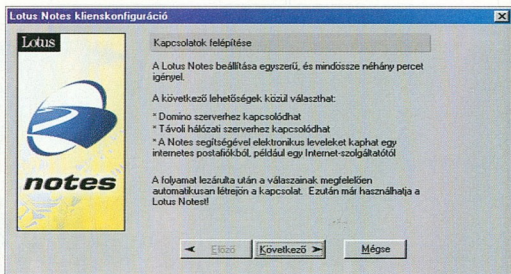 Lotus Notes klienskonfiguráció
Lotus
notes
Kapcsolatok felépítése
A Lotus Notes beállítása egyszerű, és mindössze néhány percet
igényel.
A következő lehetőségek közül választhat:
* Domino szerverhez kapcsolódhat
* Távoli hálózati szerverhez kapcsolódhat
* A Notes segítségével elektronikus leveleket kaphat egy
internetes postafiókból, például egy Internet-szolgáltatótól
A folyamat lezárulta után a válaszainak megfelelően
automatikusan létrejön a kapcsolat. Ezután már használhatja a
Lotus Notest!
Előző
Következő
Mégse